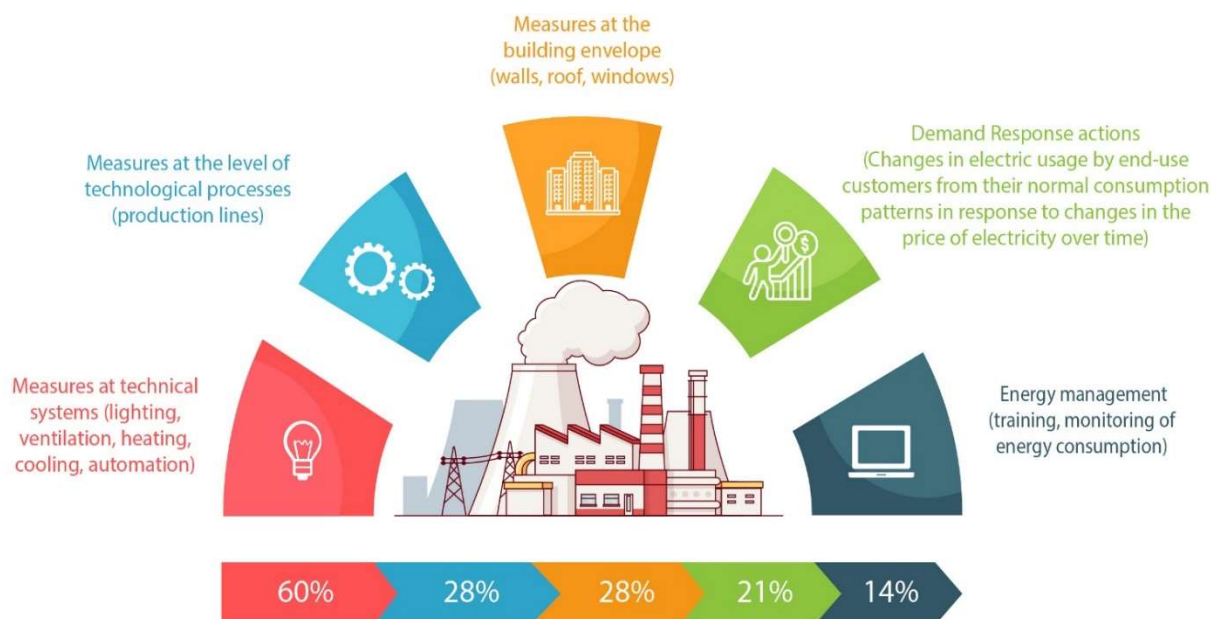 Measures at the
building envelope
(walls, roof, windows)
Measures at the level of
technological processes
(production lines)
Demand Response actions
(Changes in electric usage by end-use
customers from their normal consumption
patterns in response to changes in the
price of electricity over time)
Measures at technical
systems (lighting,
ventilation, heating,
cooling, automation)
$
Energy management
(training, monitoring of
energy consumption)
60%
28%
28%
21%
14%